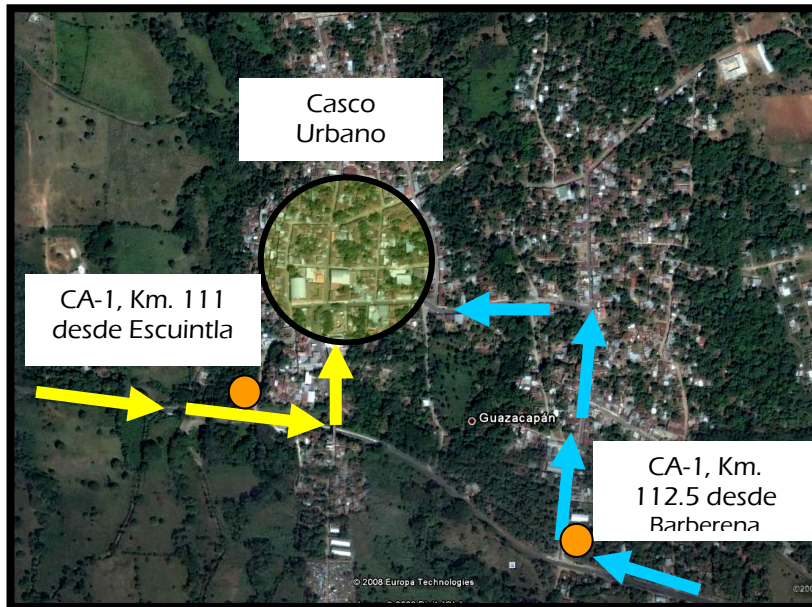 Casco
Urbano
CA-1, Km. 111
desde Escuintla
Guazacapán
CA-1, Km.
112.5 desde
Barberena
© 2008 Europa Technologies